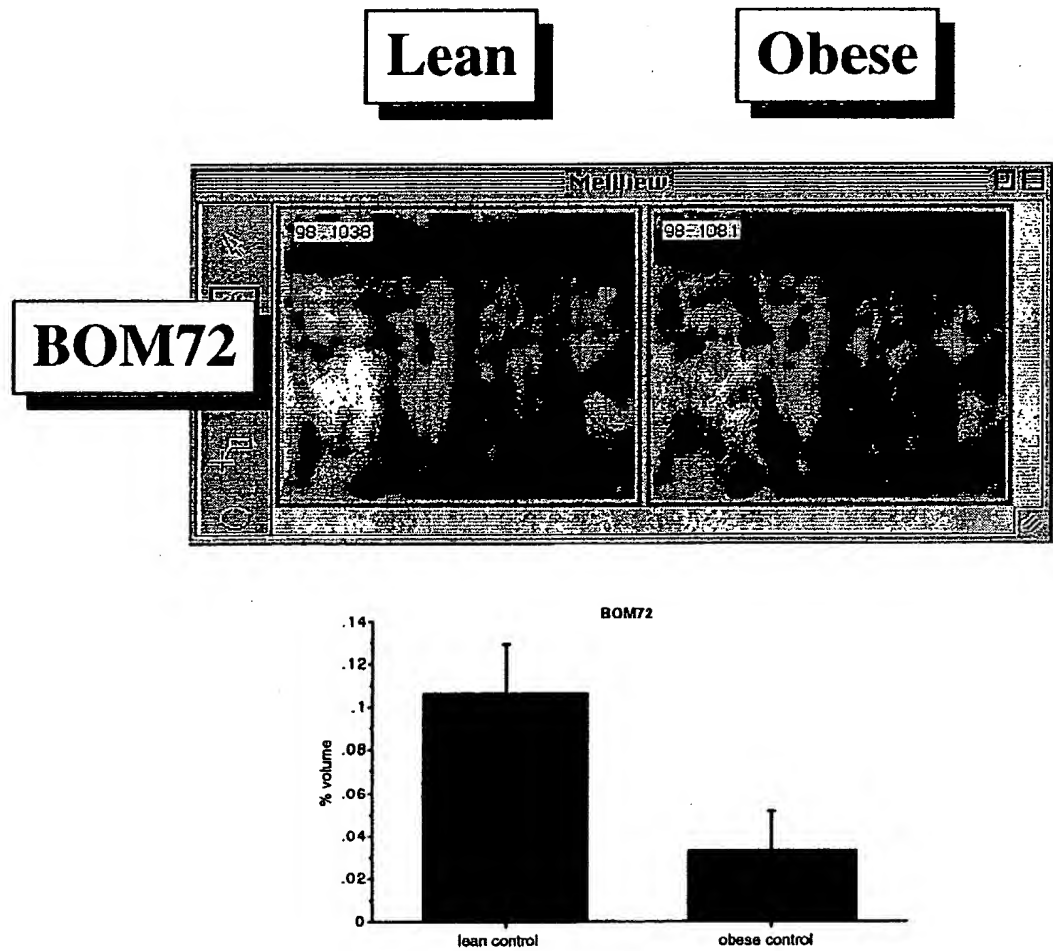 Lean
Obese
MelView
98-1038
98-1081
BOM72
BOM72
.14
.12
.1
.08
.06
.04
.02
0
% volume
lean control
obese control